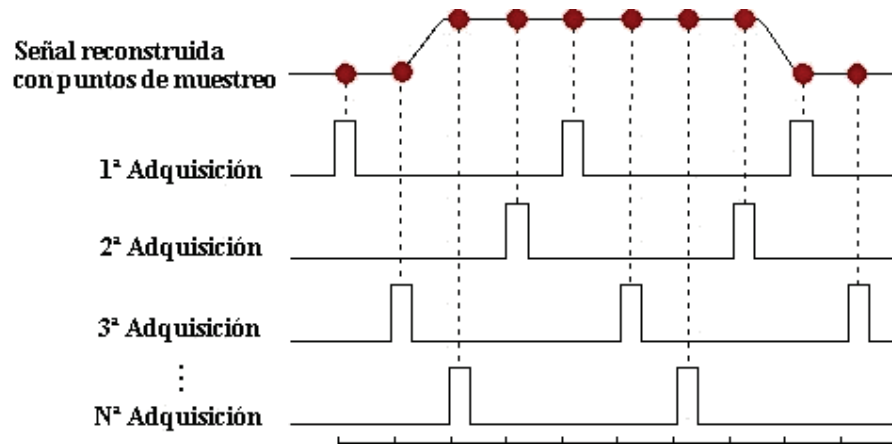 Señal reconstruida
con puntos de muestreo
1ª Adquisición
2ª Adquisición
3ª Adquisición
⋮
Nª Adquisición